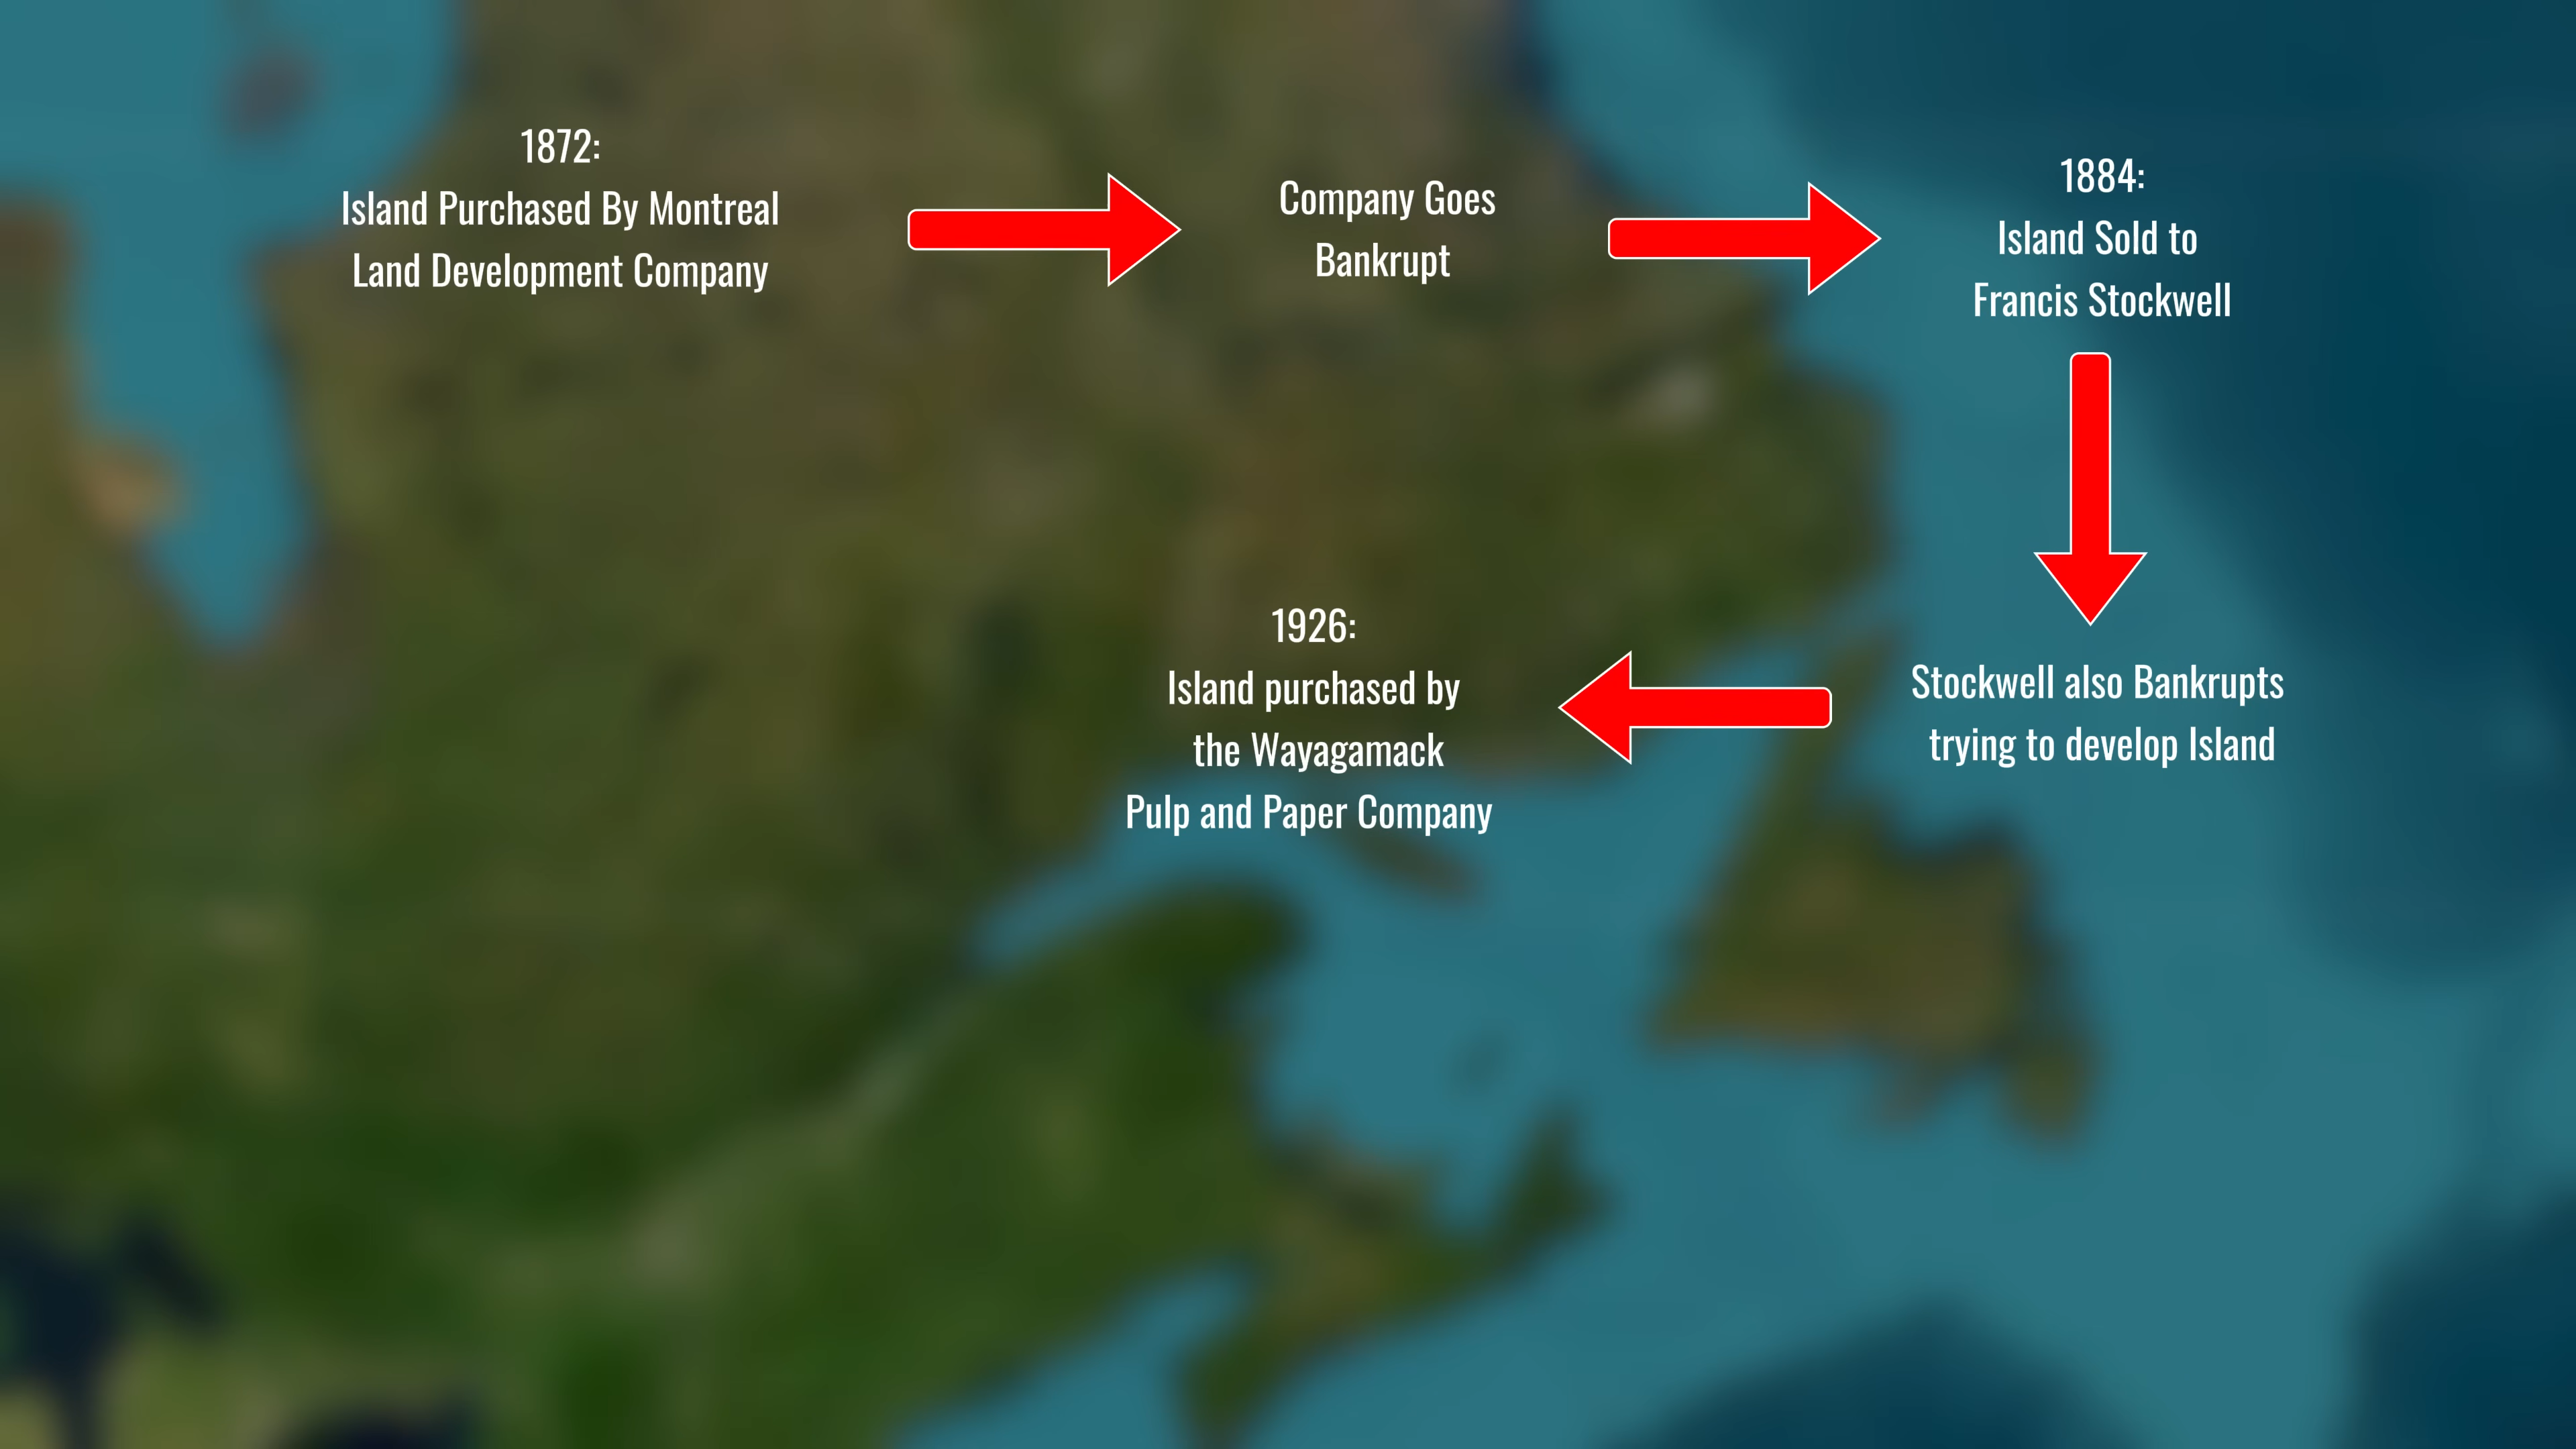 1872:
Island Purchased By Montreal
Land Development Company
Company Goes
Bankrupt
1884:
Island Sold to
Francis Stockwell
Stockwell also Bankrupts
trying to develop Island
1926:
Island purchased by
the Wayagamack
Pulp and Paper Company